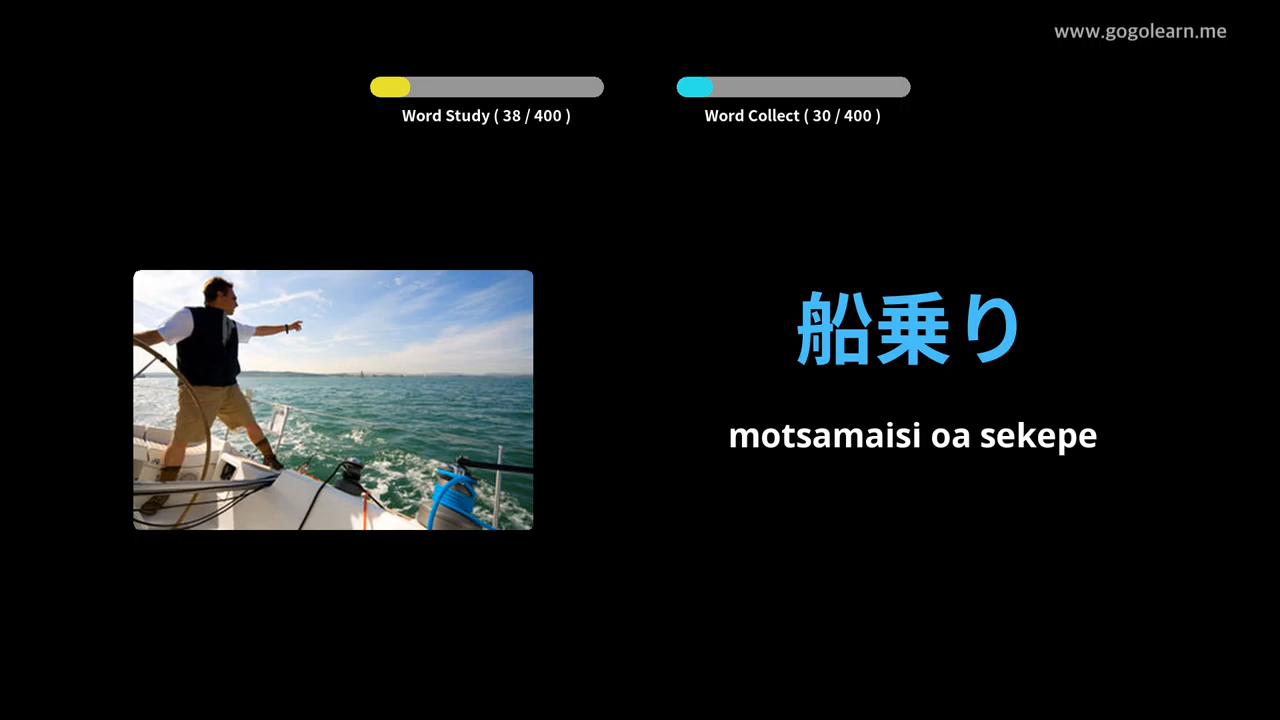 www.gogolearn.me
Word Study ( 38 / 400 )
Word Collect ( 30 / 400 )
船乗り
motsamaisi oa sekepe